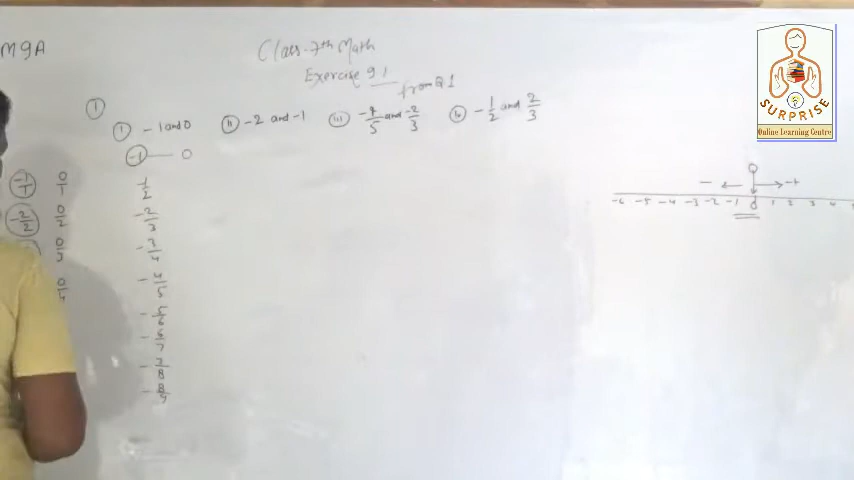 M9A
Class-7th Math
Exercise 9.1
from Q1
①
i -1 and 0 ii -2 and -1 iii -4/5 and -2/3 iv -1/2 and 2/3
-1 — 0
-1/1 0/1 1/2
-2/2 0/2 -2/3
0/3 -3/4
0/4 -4/5
-5/6
-6/7
-7/8
-8/9
0
- +
-6 -5 -4 -3 -2 -1 0 1 2 3 4 5
SURPRISE
Online Learning Centre